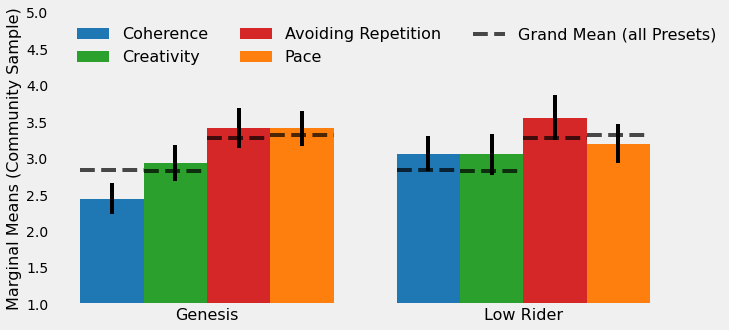 Marginal Means (Community Sample)
5.0
4.5
4.0
3.5
3.0
2.5
2.0
1.5
1.0
Coherence
Creativity
Avoiding Repetition
Pace
Grand Mean (all Presets)
Genesis
Low Rider